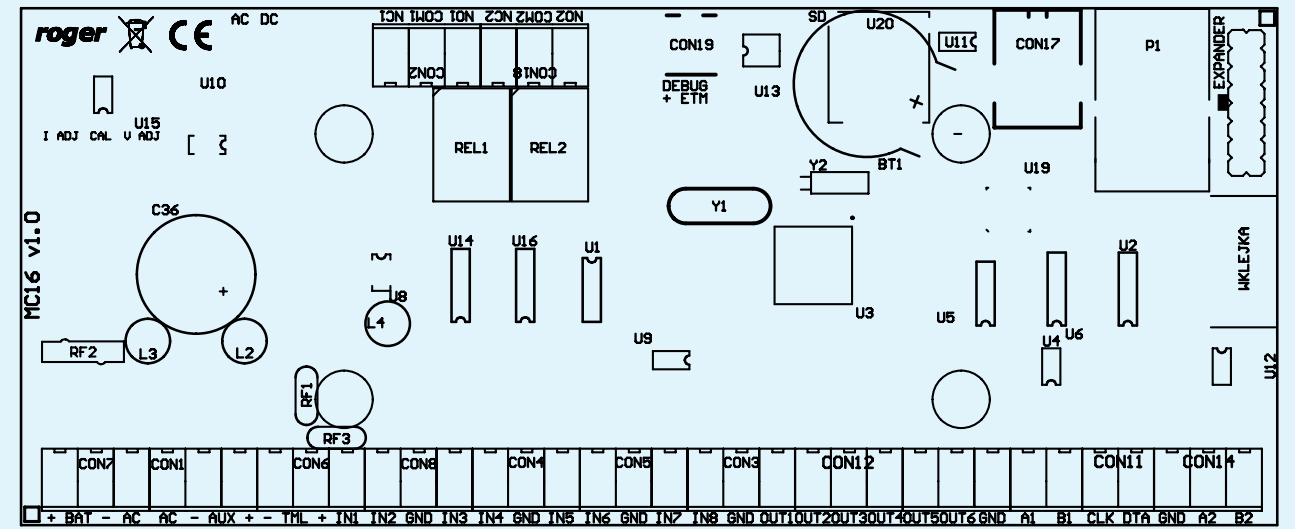 roger CE
AC DC
NC1 COM1 NO1 NC2 COM2 NO2
CON2 CON18
SD
U20
U11
CON17
P1
EXPANDER
CON19
DEBUG
+ ETM
U13
U10
U15
I ADJ CAL V ADJ
REL1
REL2
-
BT1
Y2
U19
Y1
C36
+
MC16 v1.0
U14
U16
U1
U2
WKLEJKA
U8
L4
U3
U5
U6
U9
U4
U12
RF2
L3
L2
RF1
RF3
CON7 CON1 CON6 CON8 CON4 CON5 CON3 CON12 CON11 CON14
+ BAT - AC AC - AUX + - TML + IN1 IN2 GND IN3 IN4 GND IN5 IN6 GND IN7 IN8 GND OUT1 OUT2 OUT3 OUT4 OUT5 OUT6 GND A1 B1 CLK DTA GND A2 B2